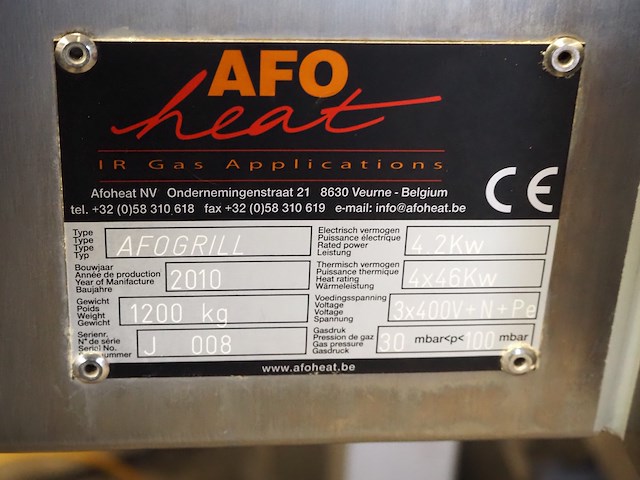 AFO
heat
IR Gas Applications
Afoheat NV Ondernemingenstraat 21 8630 Veurne - Belgium
tel. +32 (0)58 310 618 fax +32 (0)58 310 619 e-mail: info@afoheat.be
CE
Type
Type
Type
Typ
AFOGRILL
Bouwjaar
Année de production
Year of Manifacture
Baujahre
2010
Gewicht
Poids
Weight
Gewicht
1200 kg
Serienr.
N° de série
Serial No.
nummer
J 008
Electrisch vermogen
Puissance électrique
Rated power
Leistung
4.2Kw
Thermisch vermogen
Puissance thermique
Heat rating
Wärmeleistung
4x46Kw
Voedingsspanning
Voltage
Voltage
Spannung
3x400V+N+Pe
Gasdruk
Pression de gaz
Gas pressure
Gasdruck
30 mbar<p<100 mbar
www.afoheat.be